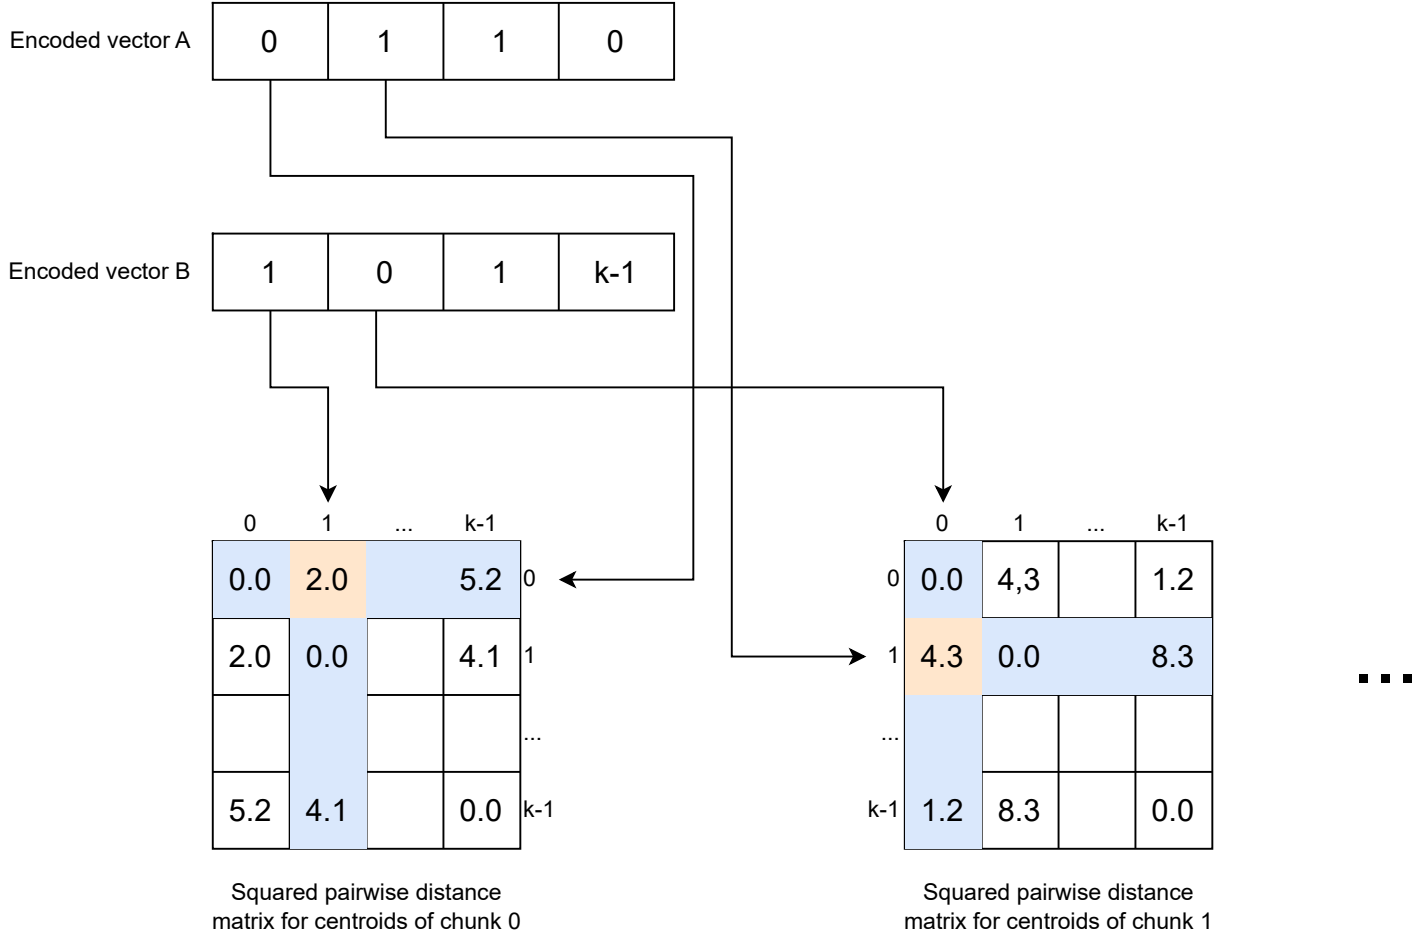 Encoded vector A 0 1 1 0
Encoded vector B 1 0 1 k-1
0 1 ... k-1
0.0 2.0 5.2 0
2.0 0.0 4.1 1
...
5.2 4.1 0.0 k-1
Squared pairwise distance
matrix for centroids of chunk 0
0 1 ... k-1
0 0.0 4,3 1.2
1 4.3 0.0 8.3
...
k-1 1.2 8.3 0.0
Squared pairwise distance
matrix for centroids of chunk 1
...